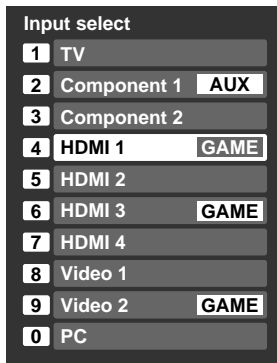 Input select
1 TV
2 Component 1 AUX
3 Component 2
4 HDMI 1 GAME
5 HDMI 2
6 HDMI 3 GAME
7 HDMI 4
8 Video 1
9 Video 2 GAME
0 PC